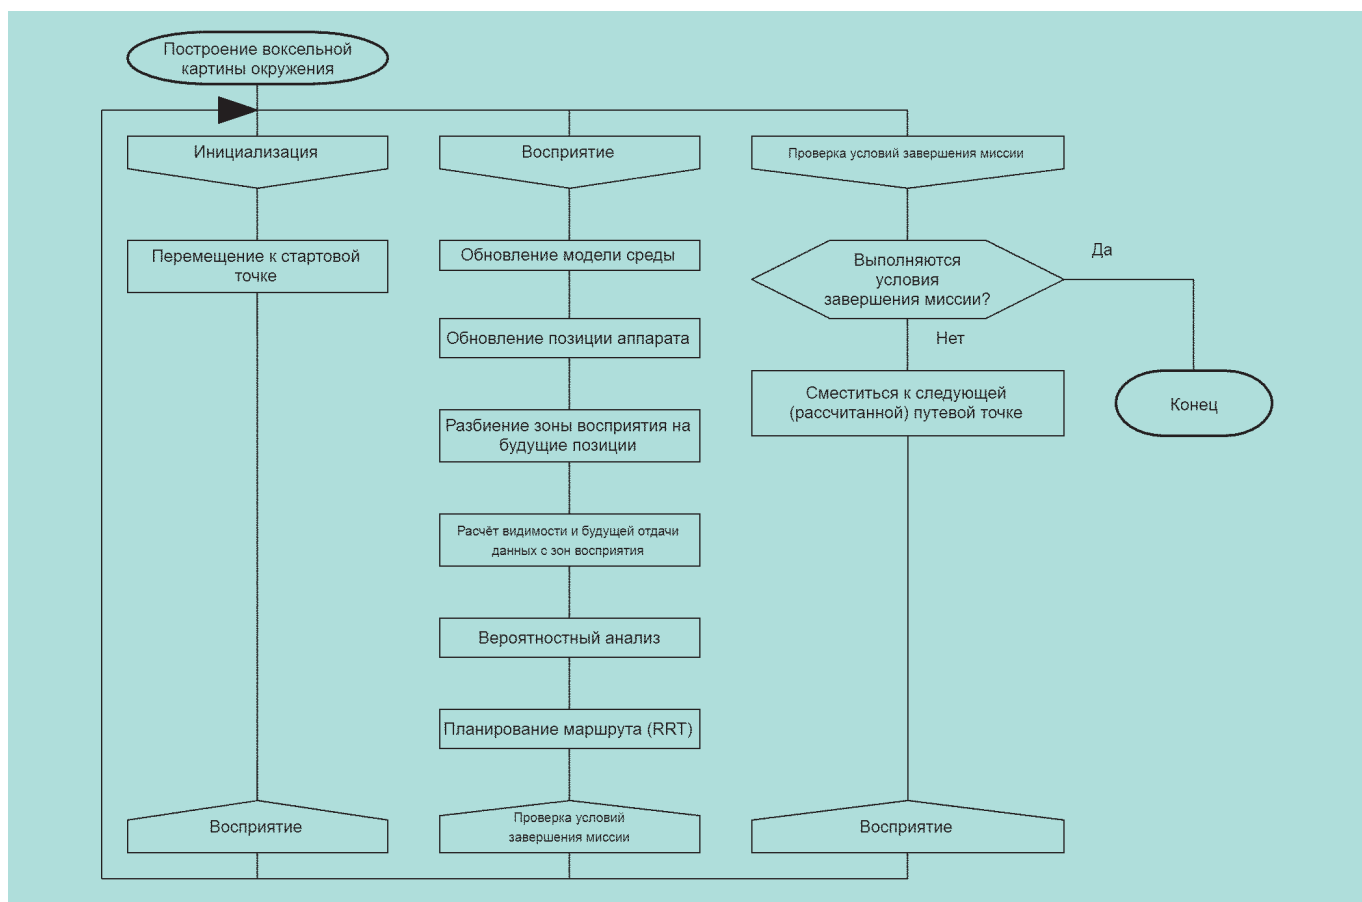 Построение воксельной
картины окружения
Инициализация
Перемещение к стартовой
точке
Восприятие
Восприятие
Обновление модели среды
Обновление позиции аппарата
Разбиение зоны восприятия на
будущие позиции
Расчёт видимости и будущей отдачи
данных с зон восприятия
Вероятностный анализ
Планирование маршрута (RRT)
Проверка условий
завершения миссии
Проверка условий завершения миссии
Выполняются
условия
завершения миссии?
Да
Нет
Сместиться к следующей
(рассчитанной) путевой точке
Восприятие
Конец